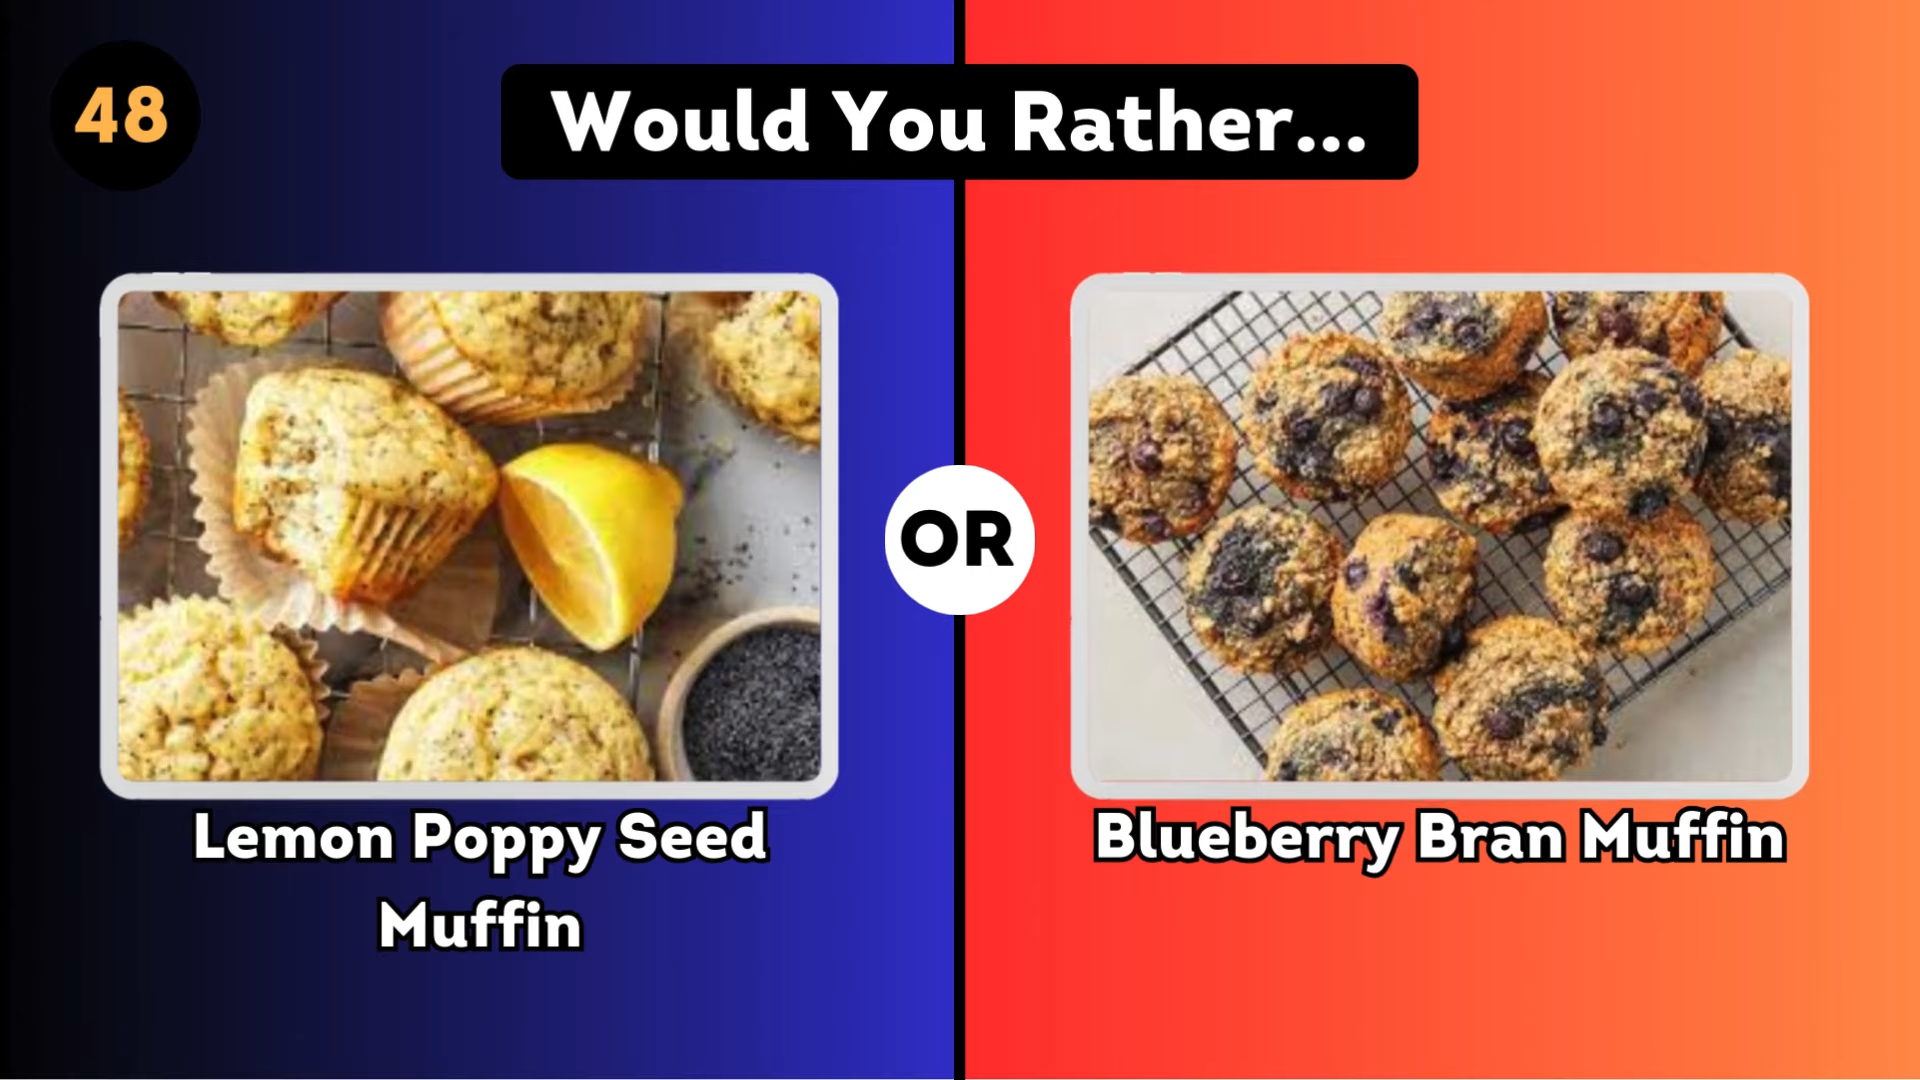 48
Would You Rather...
OR
Lemon Poppy Seed
Muffin
Blueberry Bran Muffin